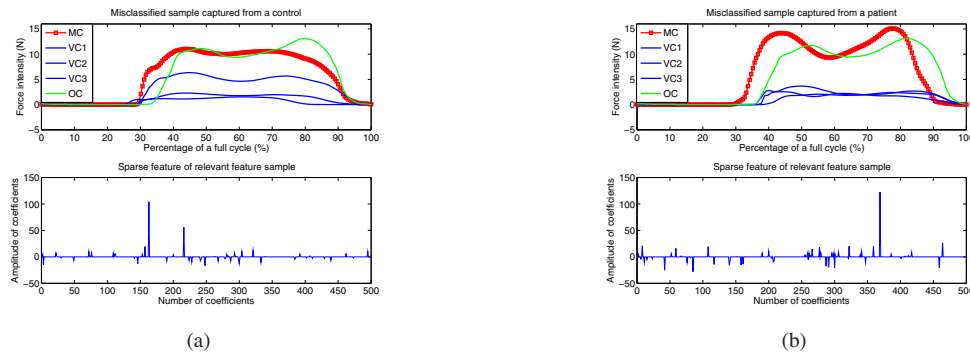 Misclassified sample captured from a control
Force intensity (N)
15
10
5
0
−5
MC
VC1
VC2
VC3
OC
0 10 20 30 40 50 60 70 80 90 100
Percentage of a full cycle (%)
Sparse feature of relevant feature sample
Amplitude of coefficients
150
100
50
0
−50
0 50 100 150 200 250 300 350 400 450 500
Number of coefficients
(a)
Misclassified sample captured from a patient
Force intensity (N)
15
10
5
0
−5
MC
VC1
VC2
VC3
OC
0 10 20 30 40 50 60 70 80 90 100
Percentage of a full cycle (%)
Sparse feature of relevant feature sample
Amplitude of coefficients
150
100
50
0
−50
0 50 100 150 200 250 300 350 400 450 500
Number of coefficients
(b)